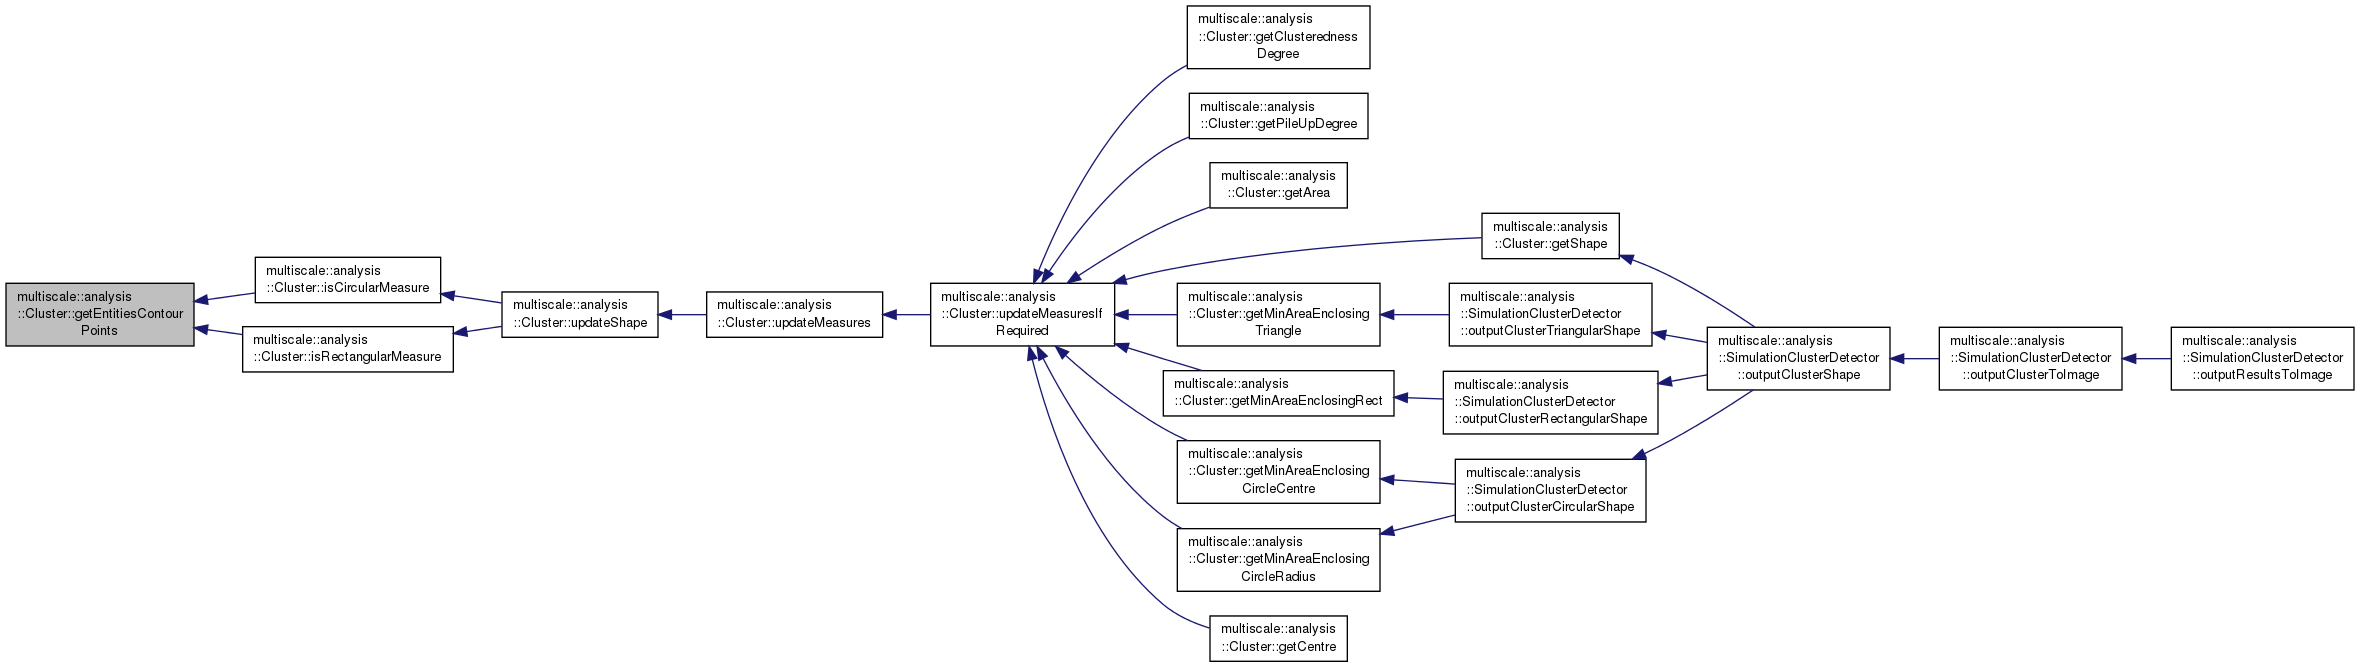 multiscale::analysis
::Cluster::getEntitiesContour
Points
multiscale::analysis
::Cluster::isCircularMeasure
multiscale::analysis
::Cluster::isRectangularMeasure
multiscale::analysis
::Cluster::updateShape
multiscale::analysis
::Cluster::updateMeasures
multiscale::analysis
::Cluster::updateMeasuresIf
Required
multiscale::analysis
::Cluster::getClusteredness
Degree
multiscale::analysis
::Cluster::getPileUpDegree
multiscale::analysis
::Cluster::getArea
multiscale::analysis
::Cluster::getShape
multiscale::analysis
::Cluster::getMinAreaEnclosing
Triangle
multiscale::analysis
::Cluster::getMinAreaEnclosingRect
multiscale::analysis
::Cluster::getMinAreaEnclosing
CircleCentre
multiscale::analysis
::Cluster::getMinAreaEnclosing
CircleRadius
multiscale::analysis
::Cluster::getCentre
multiscale::analysis
::SimulationClusterDetector
::outputClusterTriangularShape
multiscale::analysis
::SimulationClusterDetector
::outputClusterRectangularShape
multiscale::analysis
::SimulationClusterDetector
::outputClusterCircularShape
multiscale::analysis
::SimulationClusterDetector
::outputClusterShape
multiscale::analysis
::SimulationClusterDetector
::outputClusterToImage
multiscale::analysis
::SimulationClusterDetector
::outputResultsToImage